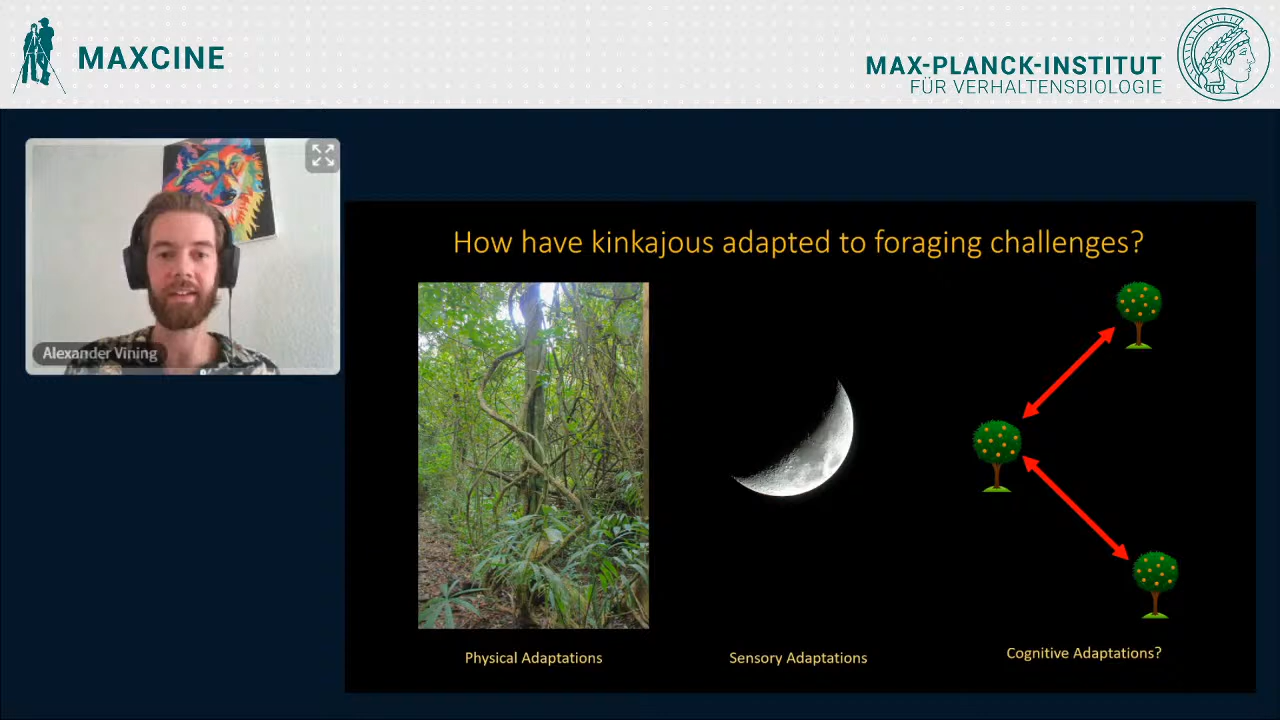 MAXCINE
MAX-PLANCK-INSTITUT
FÜR VERHALTENSBIOLOGIE
Alexander Vining
How have kinkajous adapted to foraging challenges?
Physical Adaptations
Sensory Adaptations
Cognitive Adaptations?